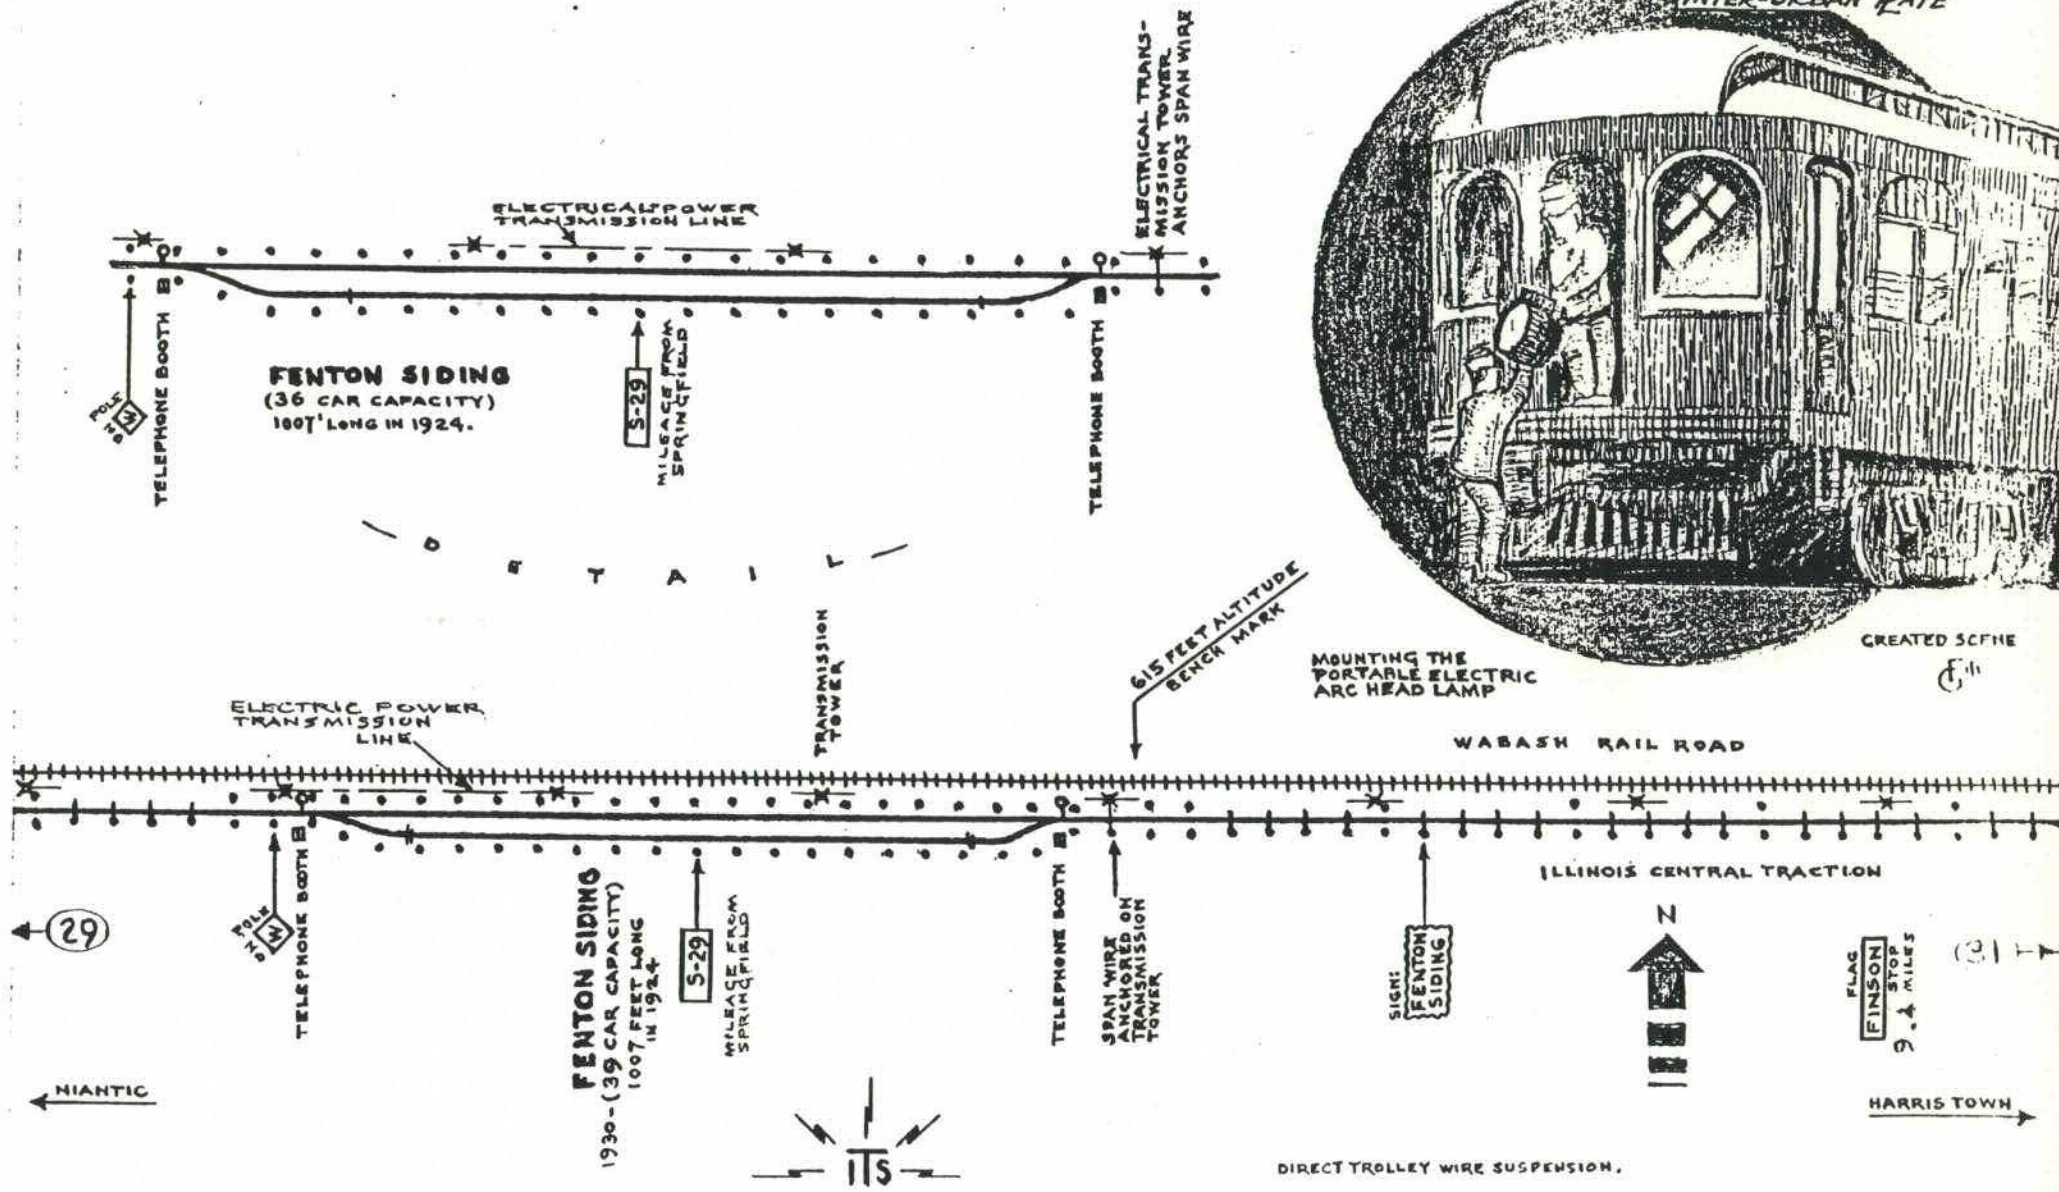 INTER-URBAN
ELECTRICAL TRANS-
MISSION TOWER
ANCHORS SPAN WIRE
ELECTRICAL POWER
TRANSMISSION LINE
POLE
NO
TELEPHONE BOOTH
FENTON SIDING
(36 CAR CAPACITY)
1007' LONG IN 1924.
S-29
MILEAGE FROM
SPRINGFIELD
TELEPHONE BOOTH
DETAIL
615 FEET ALTITUDE
BENCH MARK
MOUNTING THE
PORTABLE ELECTRIC
ARC HEAD LAMP
CREATED SCENE
ELECTRIC POWER
TRANSMISSION
LINE
TRANSMISSION
TOWER
WABASH RAIL ROAD
ILLINOIS CENTRAL TRACTION
29
POLE
NO
TELEPHONE BOOTH
FENTON SIDING
1930-(39 CAR CAPACITY)
1007 FEET LONG
IN 1924
S-29
MILEAGE FROM
SPRINGFIELD
TELEPHONE BOOTH
SPAN WIRE
ANCHORED ON
TRANSMISSION
TOWER
SIGN:
FENTON
SIDING
N
FLAG
FINSON
STOP
9.4 MILES
NIANTIC
HARRIS TOWN
ITS
DIRECT TROLLEY WIRE SUSPENSION.